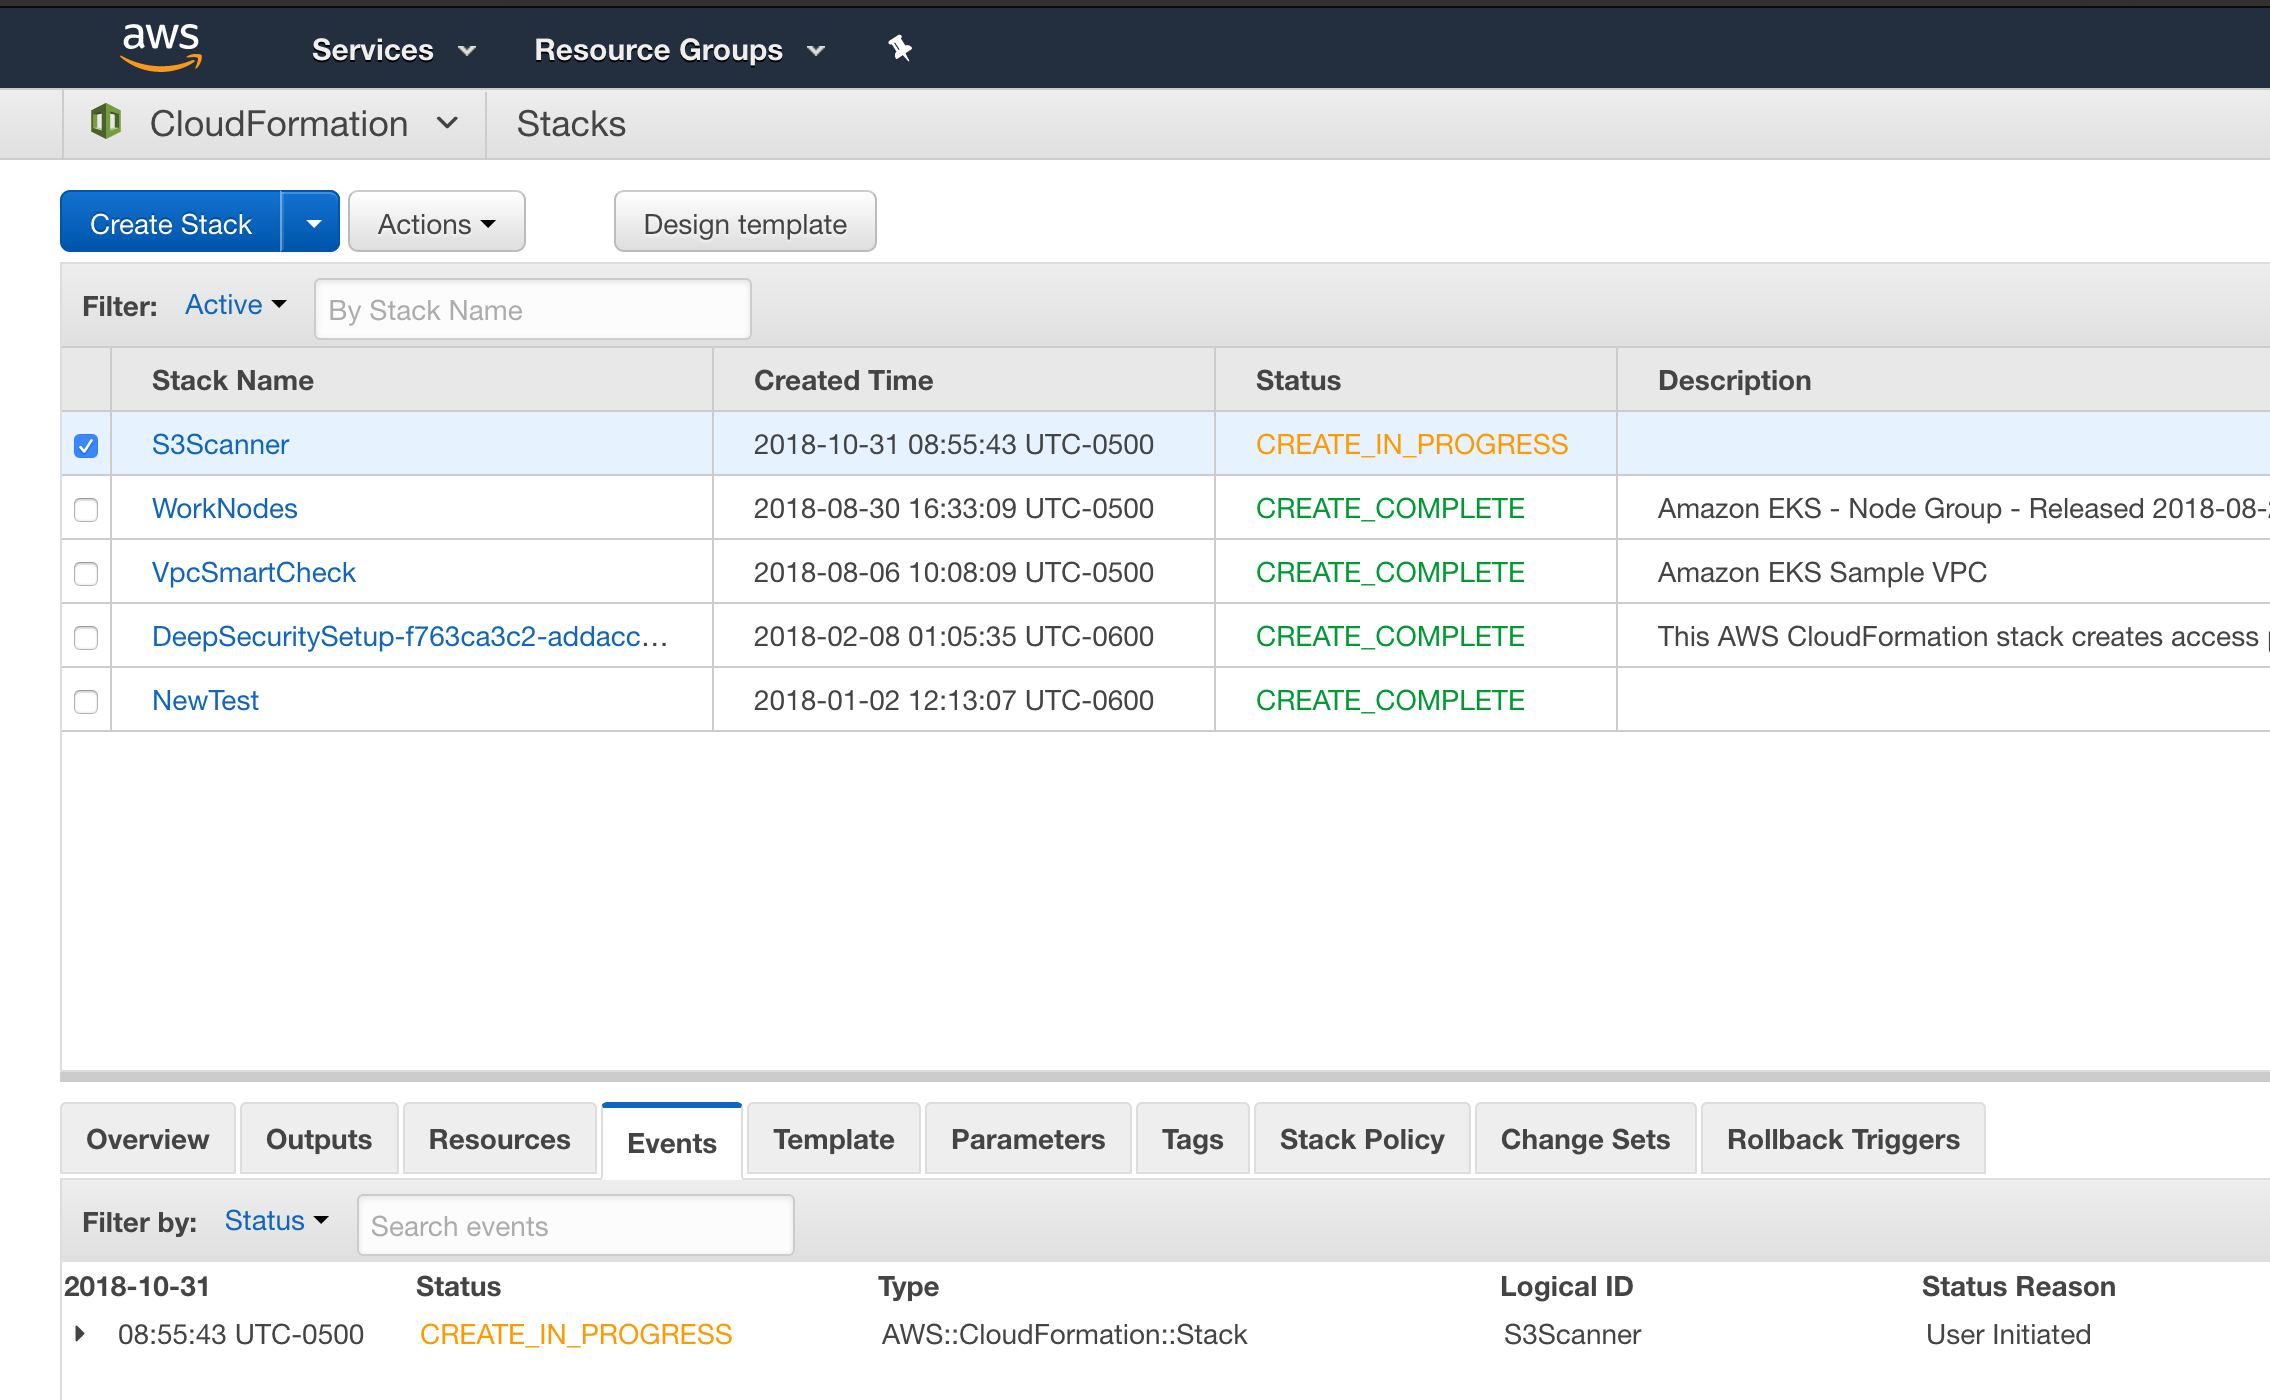 aws Services Resource Groups
CloudFormation Stacks
Create Stack Actions Design template
Filter: Active By Stack Name
Stack Name Created Time Status Description
S3Scanner 2018-10-31 08:55:43 UTC-0500 CREATE_IN_PROGRESS
WorkNodes 2018-08-30 16:33:09 UTC-0500 CREATE_COMPLETE Amazon EKS - Node Group - Released 2018-08-
VpcSmartCheck 2018-08-06 10:08:09 UTC-0500 CREATE_COMPLETE Amazon EKS Sample VPC
DeepSecuritySetup-f763ca3c2-addacc... 2018-02-08 01:05:35 UTC-0600 CREATE_COMPLETE This AWS CloudFormation stack creates access
NewTest 2018-01-02 12:13:07 UTC-0600 CREATE_COMPLETE
Overview Outputs Resources Events Template Parameters Tags Stack Policy Change Sets Rollback Triggers
Filter by: Status Search events
2018-10-31 Status Type Logical ID Status Reason
08:55:43 UTC-0500 CREATE_IN_PROGRESS AWS::CloudFormation::Stack S3Scanner User Initiated